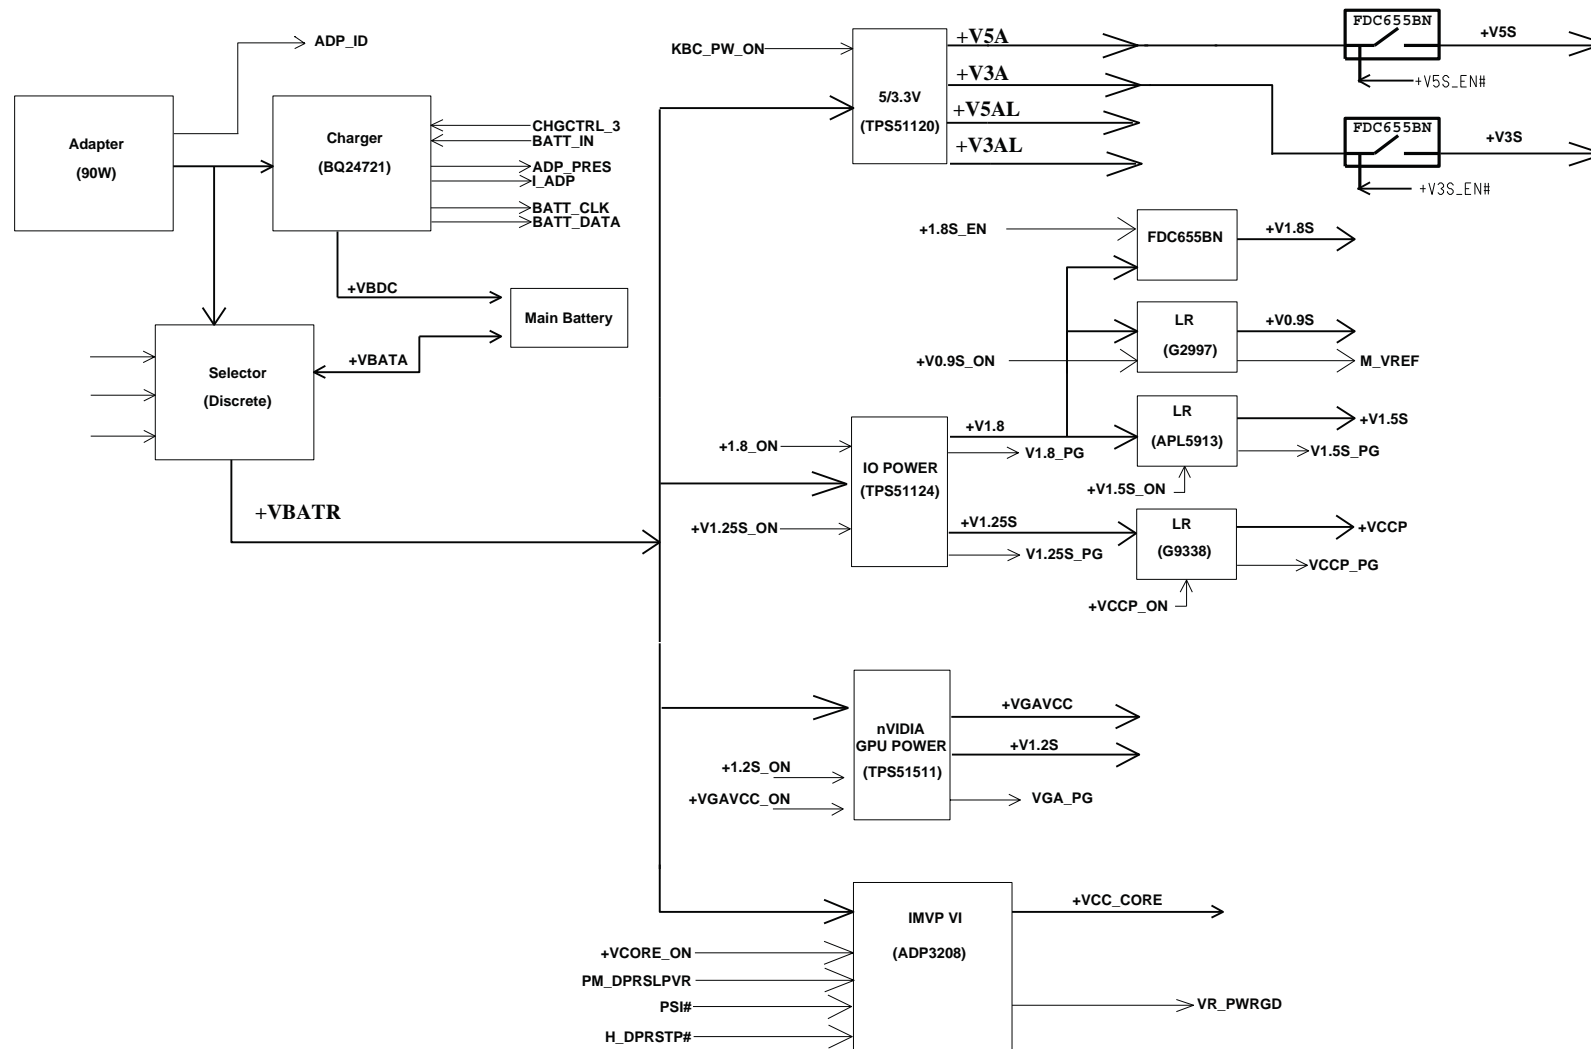 ADP_ID
Adapter
(90W)
Charger
(BQ24721)
CHGCTRL_3
BATT_IN
ADP_PRES
I_ADP
BATT_CLK
BATT_DATA
+VBDC
Main Battery
+VBATA
Selector
(Discrete)
+VBATR
KBC_PW_ON
5/3.3V
(TPS51120)
+V5A
+V3A
+V5AL
+V3AL
FDC655BN
+V5S
+V5S_EN#
FDC655BN
+V3S
+V3S_EN#
+1.8S_EN
FDC655BN
+V1.8S
+V0.9S_ON
LR
(G2997)
+V0.9S
M_VREF
+1.8_ON
+V1.25S_ON
IO POWER
(TPS51124)
+V1.8
V1.8_PG
LR
(APL5913)
+V1.5S
V1.5S_PG
+V1.5S_ON
+V1.25S
V1.25S_PG
LR
(G9338)
+VCCP
VCCP_PG
+VCCP_ON
+1.2S_ON
+VGAVCC_ON
nVIDIA
GPU POWER
(TPS51511)
+VGAVCC
+V1.2S
VGA_PG
+VCORE_ON
PM_DPRSLPVR
PSI#
H_DPRSTP#
IMVP VI
(ADP3208)
+VCC_CORE
VR_PWRGD